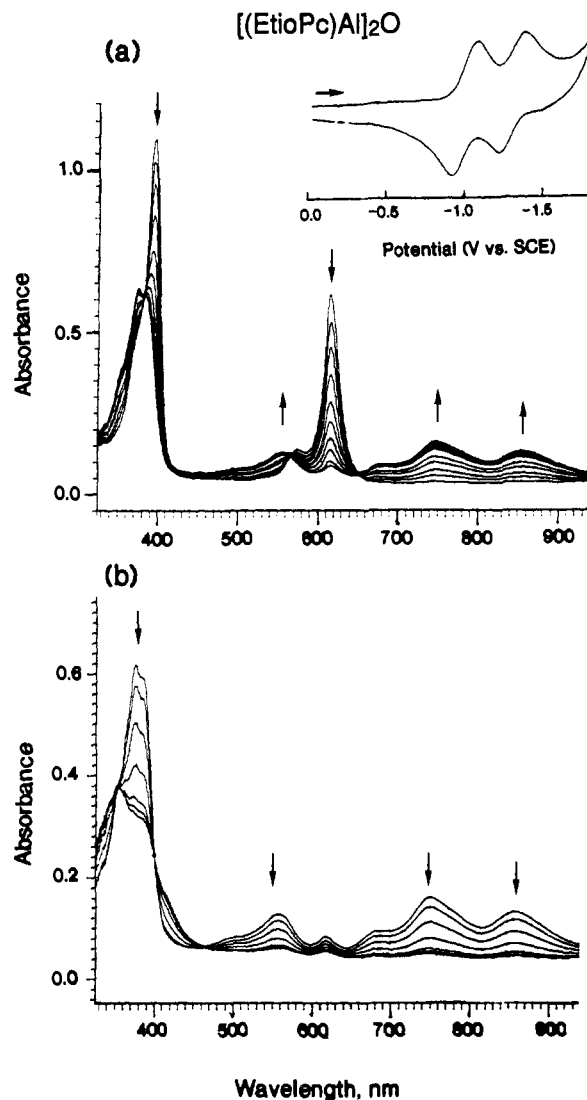 [(EtioPc)Al]₂O
(a)
1.0
0.5
0.0
Absorbance
400 500 600 700 800 900
0.0 -0.5 -1.0 -1.5
Potential (V vs. SCE)
(b)
0.6
0.4
0.2
0.0
Absorbance
400 500 600 700 800 900
Wavelength, nm